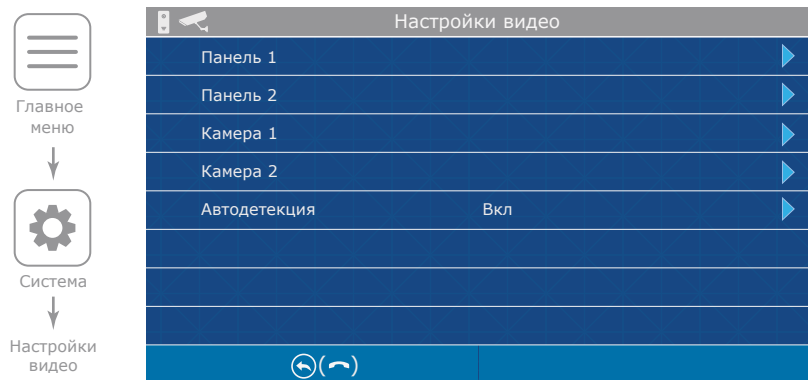 Главное
меню
Система
Настройки
видео
Настройки видео
Панель 1
Панель 2
Камера 1
Камера 2
Автодетекция Вкл